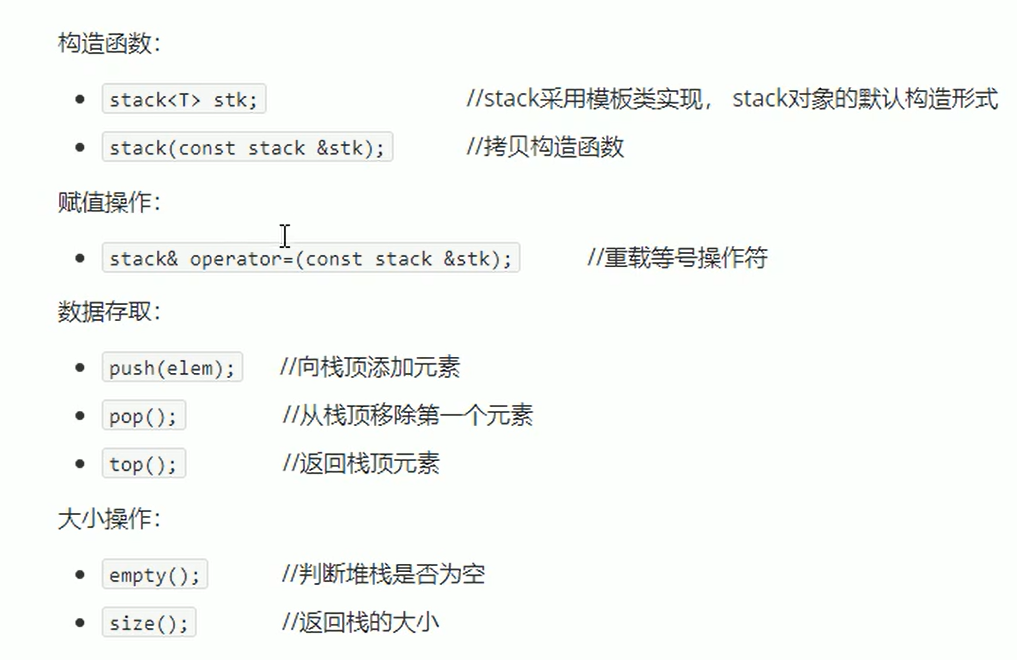 构造函数：
stack<T> stk; //stack采用模板类实现， stack对象的默认构造形式
stack(const stack &stk); //拷贝构造函数
赋值操作：
stack& operator=(const stack &stk); //重载等号操作符
数据存取：
push(elem); //向栈顶添加元素
pop(); //从栈顶移除第一个元素
top(); //返回栈顶元素
大小操作：
empty(); //判断堆栈是否为空
size(); //返回栈的大小